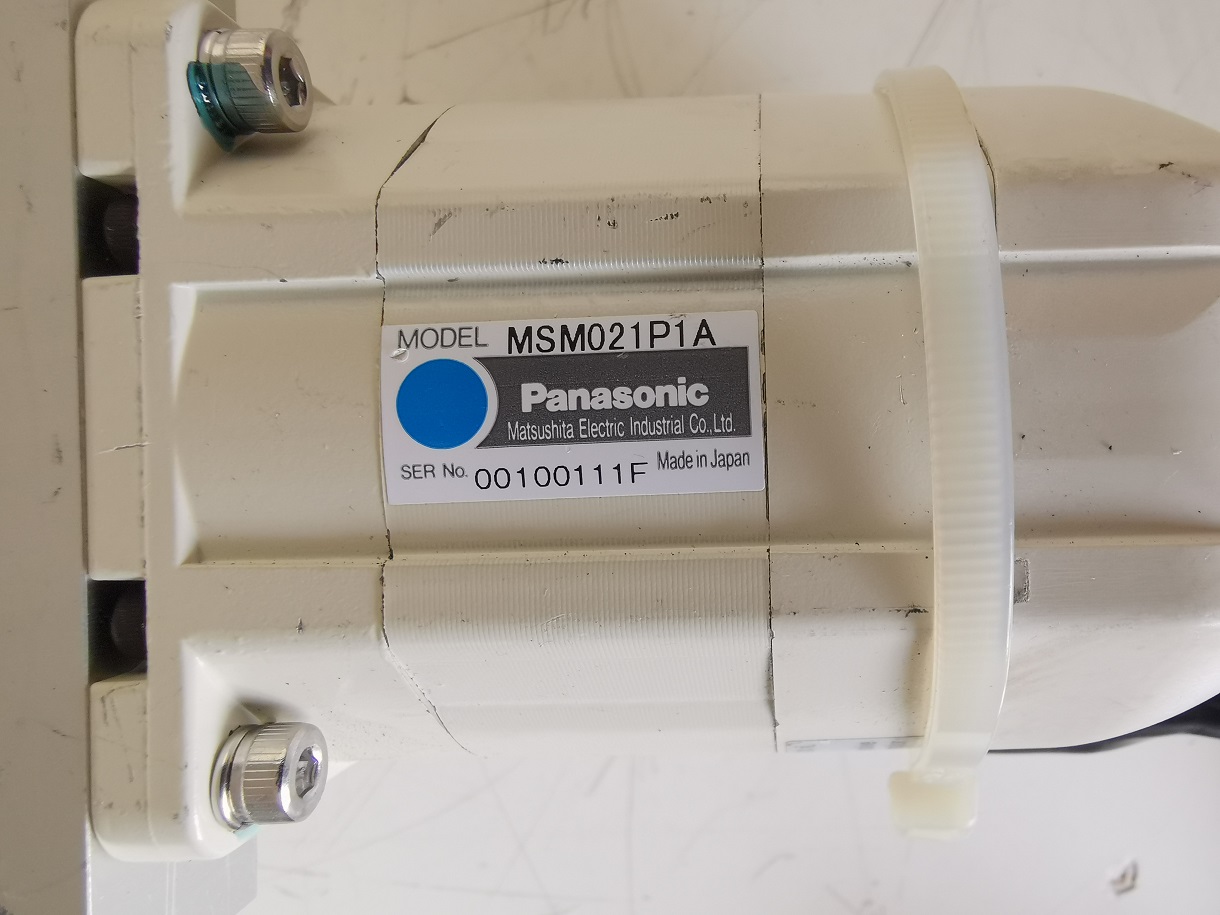 MODEL MSM021P1A
Panasonic
Matsushita Electric Industrial Co.,Ltd.
SER No. 00100111F Made in Japan